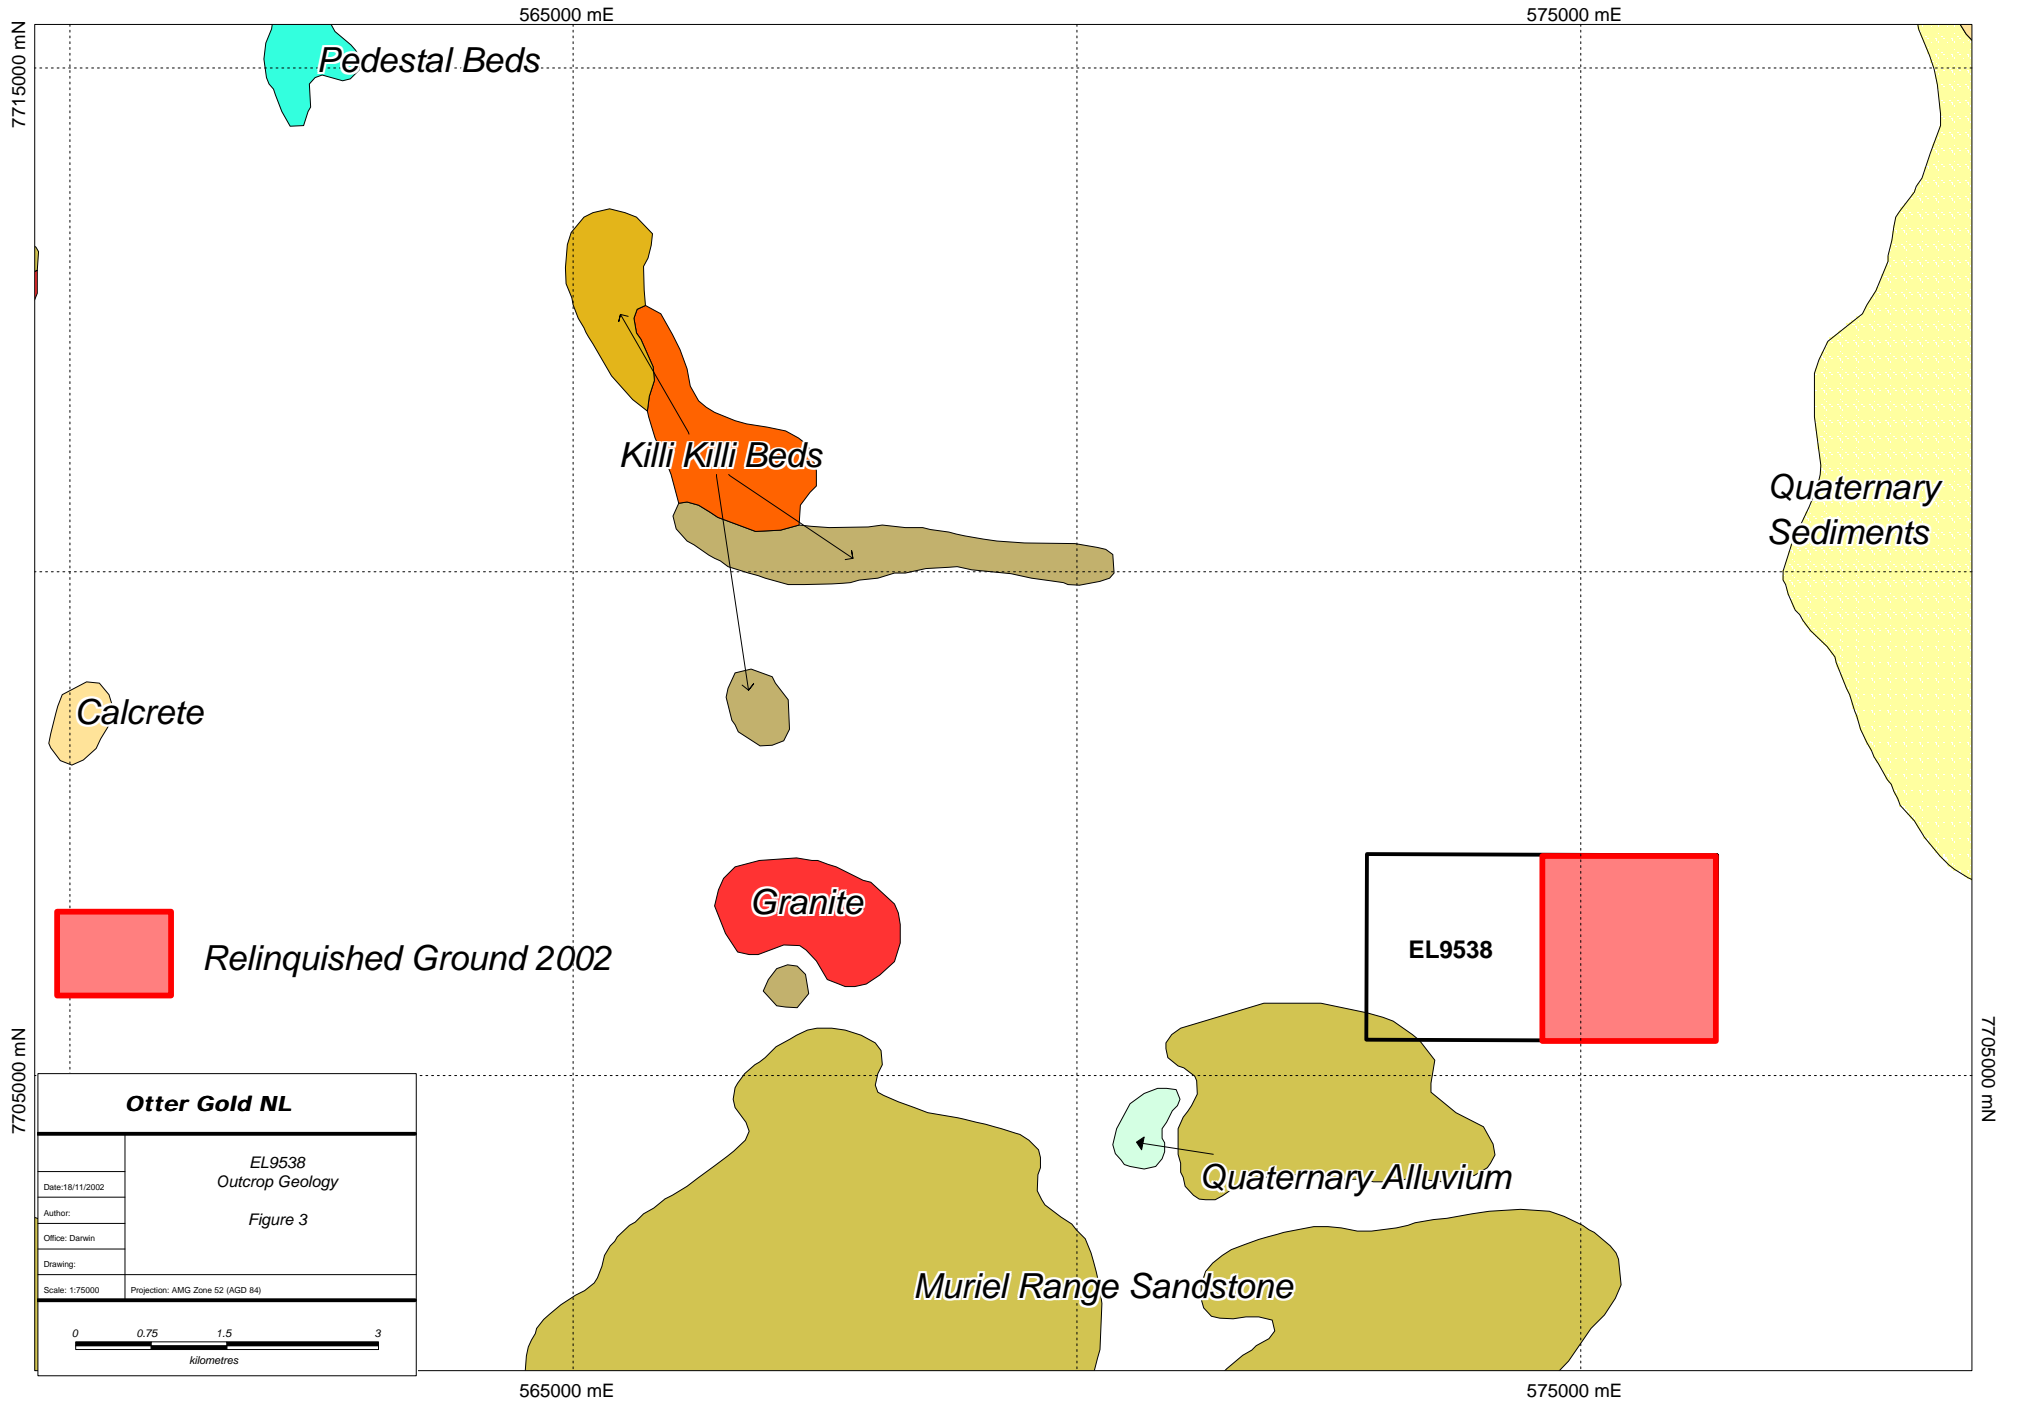 565000 mE
575000 mE
7715000 mN
Pedestal Beds
Killi Killi Beds
Quaternary
Sediments
Calcrete
Granite
EL9538
Relinquished Ground 2002
7705000 mN
7705000 mN
Quaternary Alluvium
Muriel Range Sandstone
Otter Gold NL
EL9538
Outcrop Geology
Figure 3
Date:18/11/2002
Author:
Office: Darwin
Drawing:
Scale: 1:75000
Projection: AMG Zone 52 (AGD 84)
0 0.75 1.5 3
kilometres
565000 mE
575000 mE